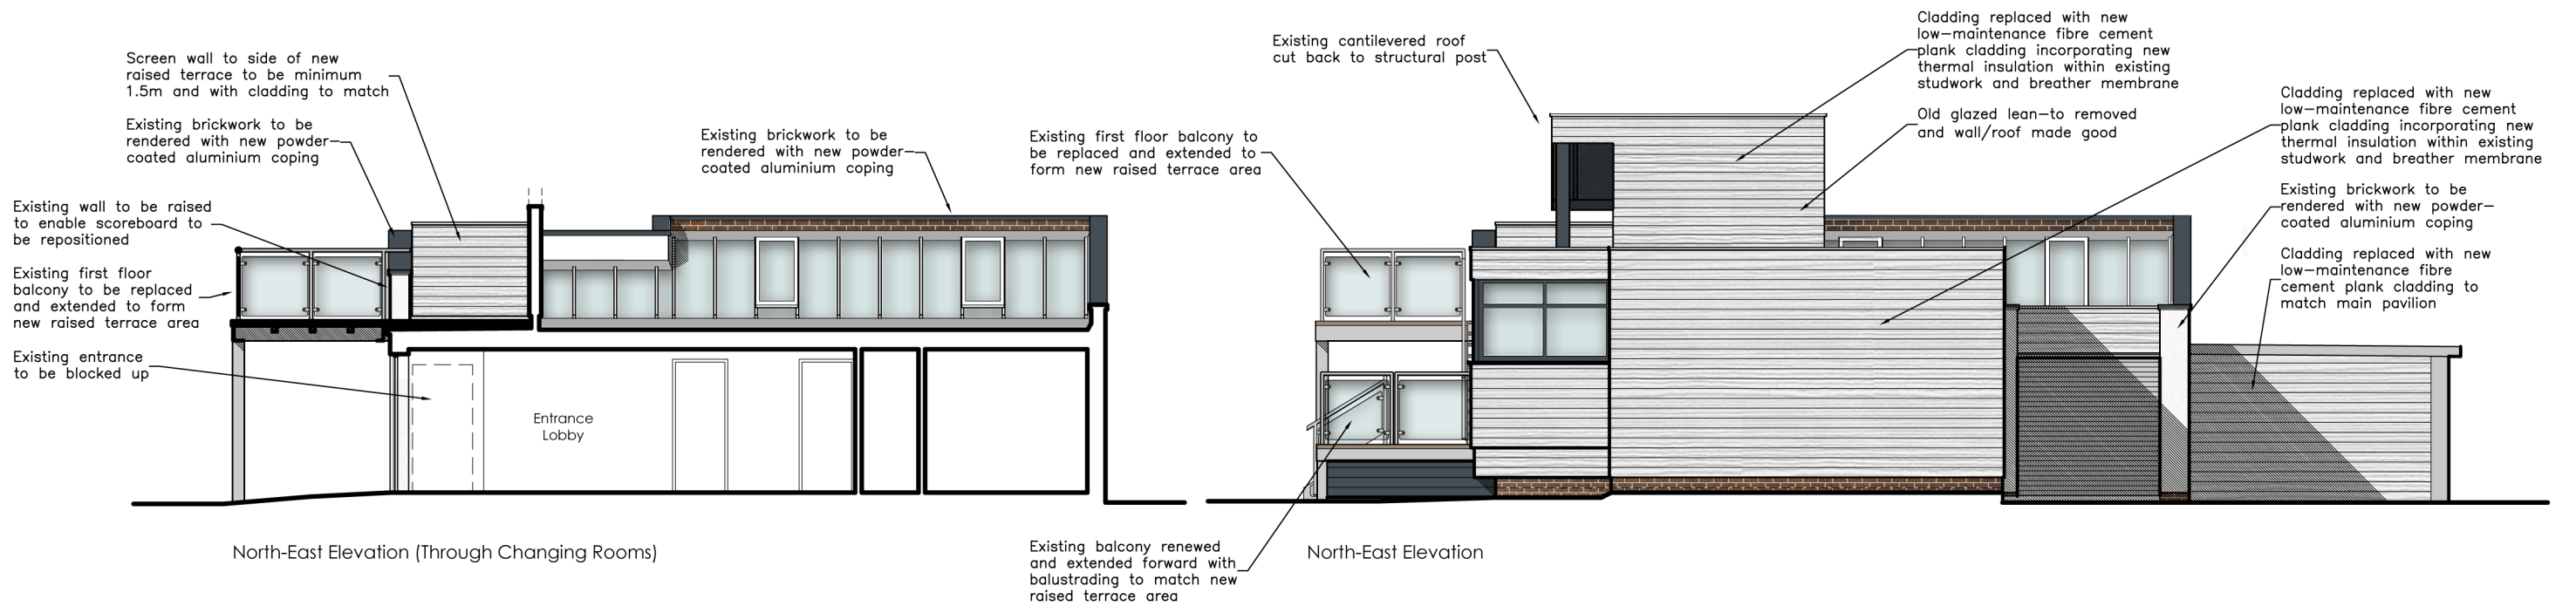 Screen wall to side of new
raised terrace to be minimum
1.5m and with cladding to match
Existing brickwork to be
rendered with new powder-
coated aluminium coping
Existing wall to be raised
to enable scoreboard to
be repositioned
Existing first floor
balcony to be replaced
and extended to form
new raised terrace area
Existing entrance
to be blocked up
Existing brickwork to be
rendered with new powder-
coated aluminium coping
Entrance
Lobby
North-East Elevation (Through Changing Rooms)
Existing cantilevered roof
cut back to structural post
Existing first floor balcony to
be replaced and extended to
form new raised terrace area
Existing balcony renewed
and extended forward with
balustrading to match new
raised terrace area
Cladding replaced with new
low-maintenance fibre cement
plank cladding incorporating new
thermal insulation within existing
studwork and breather membrane
Old glazed lean-to removed
and wall/roof made good
Cladding replaced with new
low-maintenance fibre cement
plank cladding incorporating new
thermal insulation within existing
studwork and breather membrane
Existing brickwork to be
rendered with new powder-
coated aluminium coping
Cladding replaced with new
low-maintenance fibre
cement plank cladding to
match main pavilion
North-East Elevation